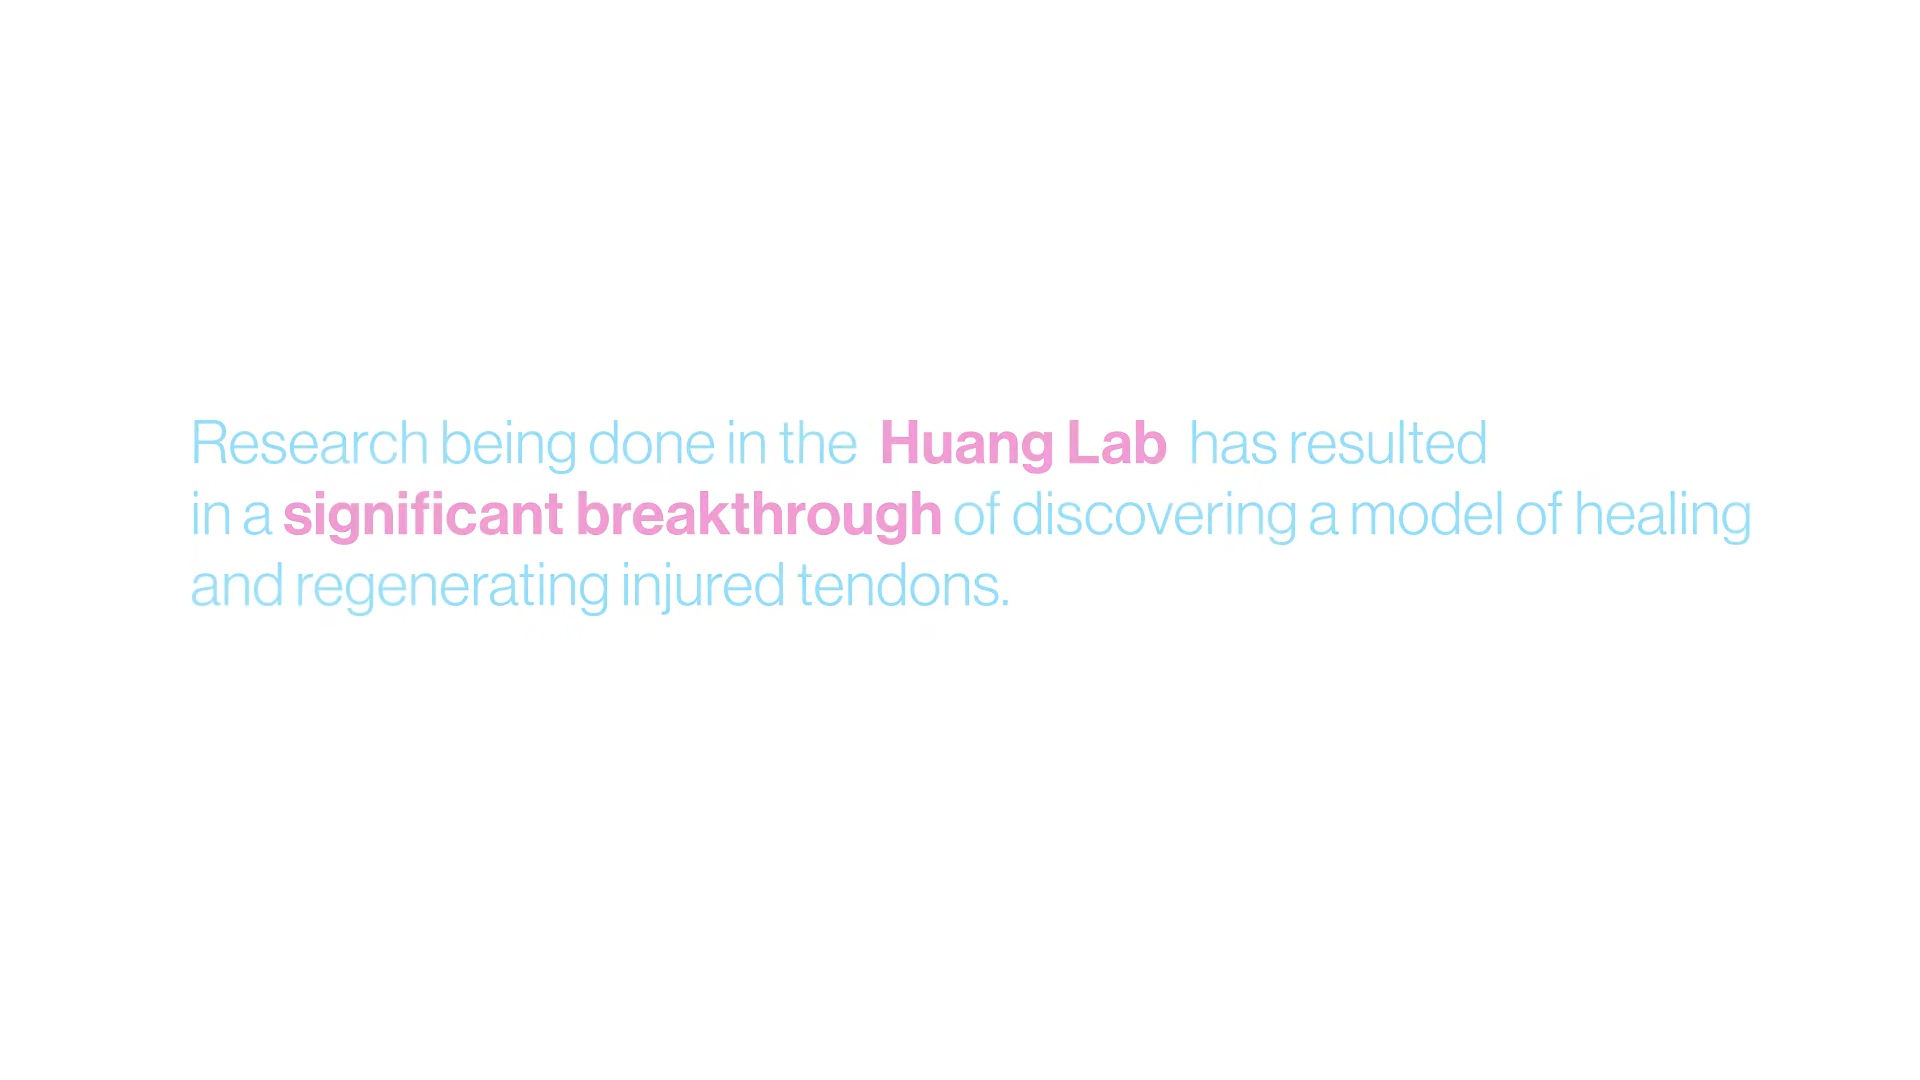 Research being done in the Huang Lab has resulted
in a significant breakthrough of discovering a model of healing
and regenerating injured tendons.